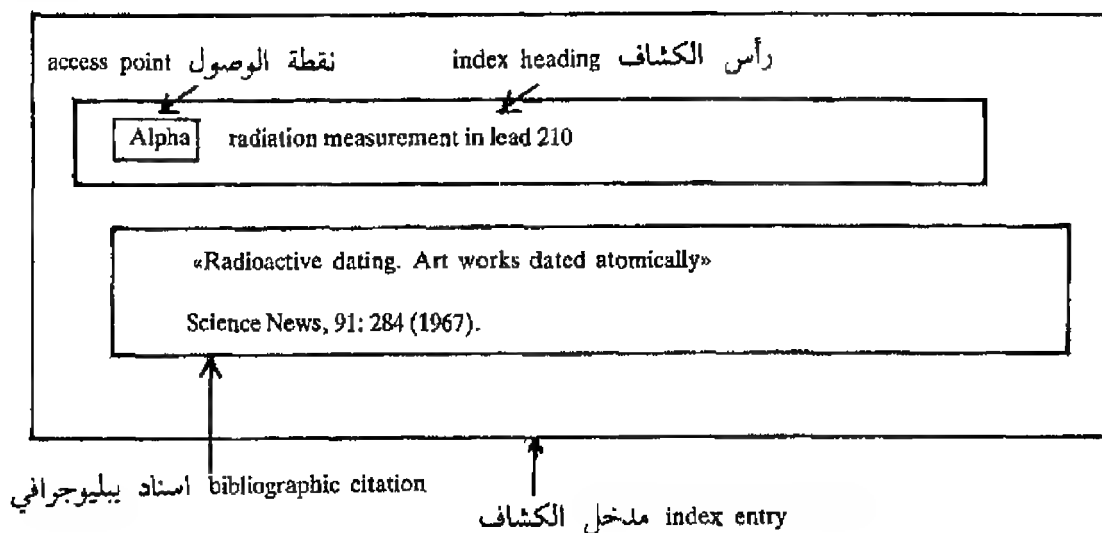 access point نقطة الوصول
index heading رأس الكشاف
Alpha radiation measurement in lead 210
«Radioactive dating. Art works dated atomically»
Science News, 91: 284 (1967).
اسناد ببليوجرافي bibliographic citation
مدخل الكشاف index entry